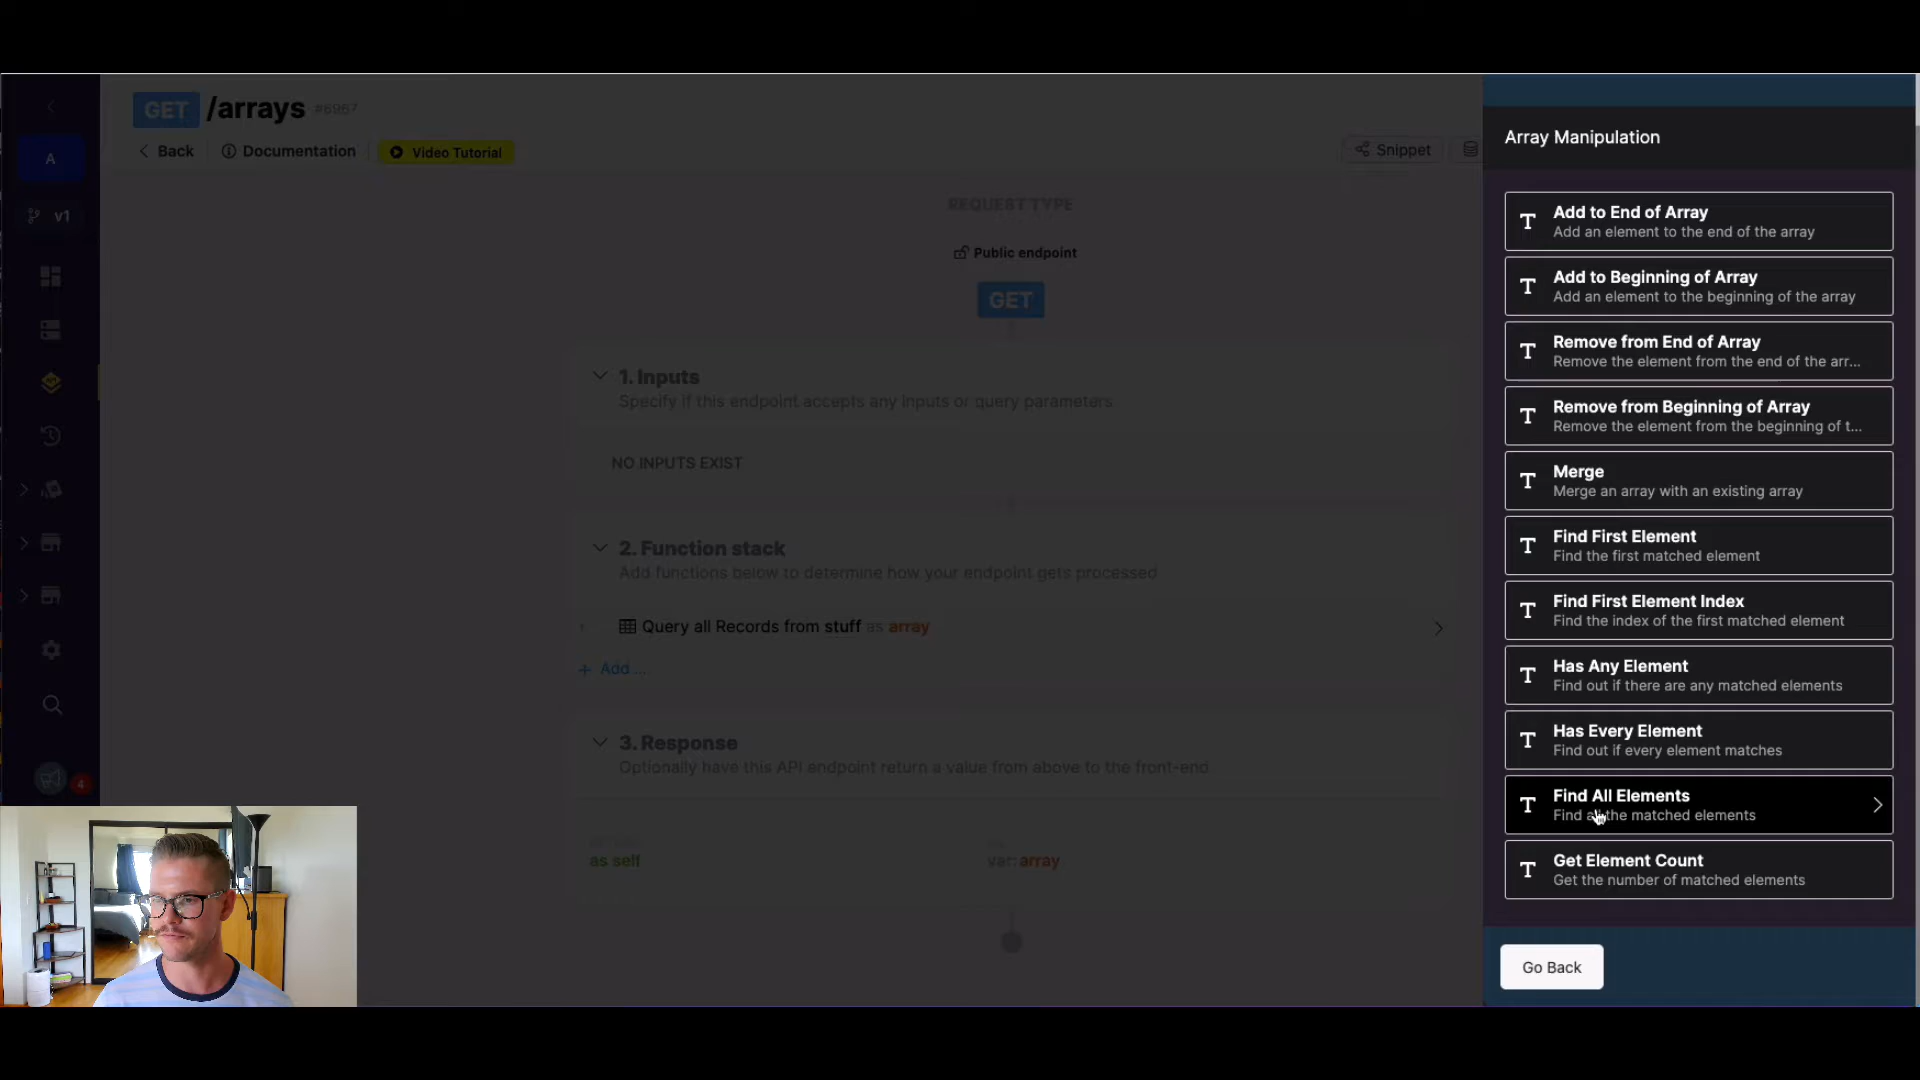 GET /arrays #6967
Back
Documentation
Video Tutorial
Snippet
A
v1
4
REQUEST TYPE
Public endpoint
GET
1. Inputs
Specify if this endpoint accepts any inputs or query parameters.
NO INPUTS EXIST
2. Function stack
Add functions below to determine how your endpoint gets processed
Query all Records from stuff as array
+ Add ...
3. Response
Optionally have this API endpoint return a value from above to the front-end.
as self
var: array
Array Manipulation
Add to End of Array
Add an element to the end of the array
Add to Beginning of Array
Add an element to the beginning of the array
Remove from End of Array
Remove the element from the end of the arr...
Remove from Beginning of Array
Remove the element from the beginning of t...
Merge
Merge an array with an existing array
Find First Element
Find the first matched element
Find First Element Index
Find the index of the first matched element
Has Any Element
Find out if there are any matched elements
Has Every Element
Find out if every element matches
Find All Elements
Find all the matched elements
Get Element Count
Get the number of matched elements
Go Back